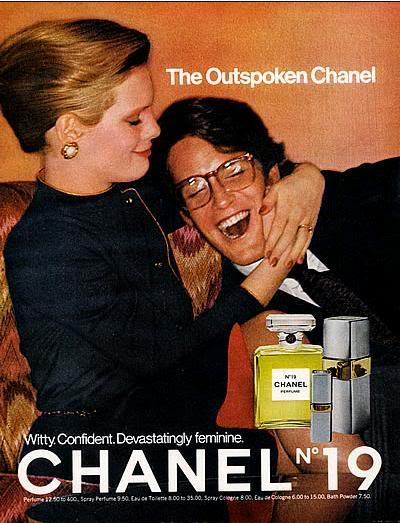 The Outspoken Chanel
N°19
CHANEL
PERFUME
Witty. Confident. Devastatingly feminine.
CHANEL N°19
Perfume 12.50 to 400., Spray Perfume 9.50, Eau de Toilette 8.00 to 35.00, Spray Cologne 8.00, Eau de Cologne 6.00 to 15.00, Bath Powder 7.50.